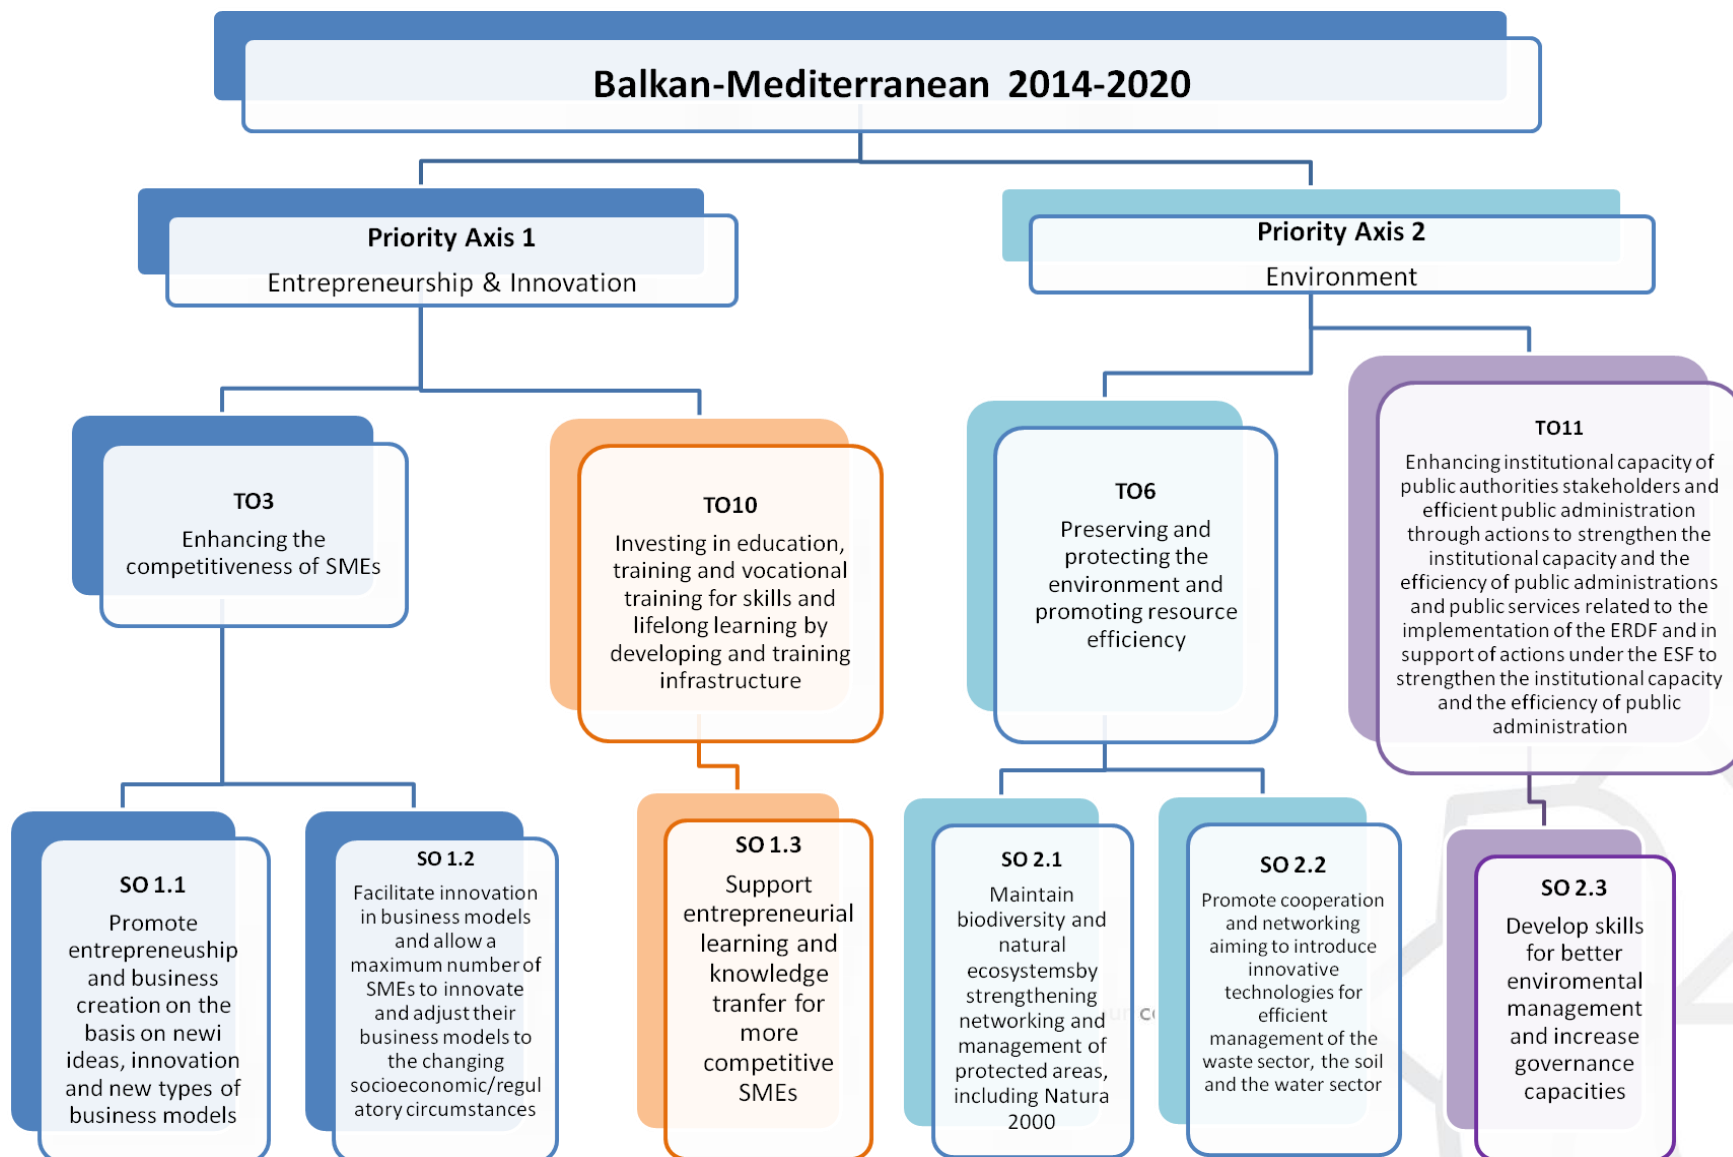 Balkan-Mediterranean 2014-2020
Priority Axis 1
Entrepreneurship & Innovation
Priority Axis 2
Environment
TO3
Enhancing the
competitiveness of SMEs
TO10
Investing in education,
training and vocational
training for skills and
lifelong learning by
developing and training
infrastructure
TO6
Preserving and
protecting the
environment and
promoting resource
efficiency
TO11
Enhancing institutional capacity of
public authorities stakeholders and
efficient public administration
through actions to strengthen the
institutional capacity and the
efficiency of public administrations
and public services related to the
implementation of the ERDF and in
support of actions under the ESF to
strengthen the institutional capacity
and the efficiency of public
administration
SO 1.1
Promote
entrepreneuship
and business
creation on the
basis on newi
ideas, innovation
and new types of
business models
SO 1.2
Facilitate innovation
in business models
and allow a
maximum number of
SMEs to innovate
and adjust their
business models to
the changing
socioeconomic/regul
atory circumstances
SO 1.3
Support
entrepreneurial
learning and
knowledge
tranfer for
more
competitive
SMEs
SO 2.1
Maintain
biodiversity and
natural
ecosystemsby
strengthening
networking and
management of
protected areas,
including Natura
2000
SO 2.2
Promote cooperation
and networking
aiming to introduce
innovative
technologies for
efficient
management of the
waste sector, the soil
and the water sector
SO 2.3
Develop skills
for better
enviromental
management
and increase
governance
capacities